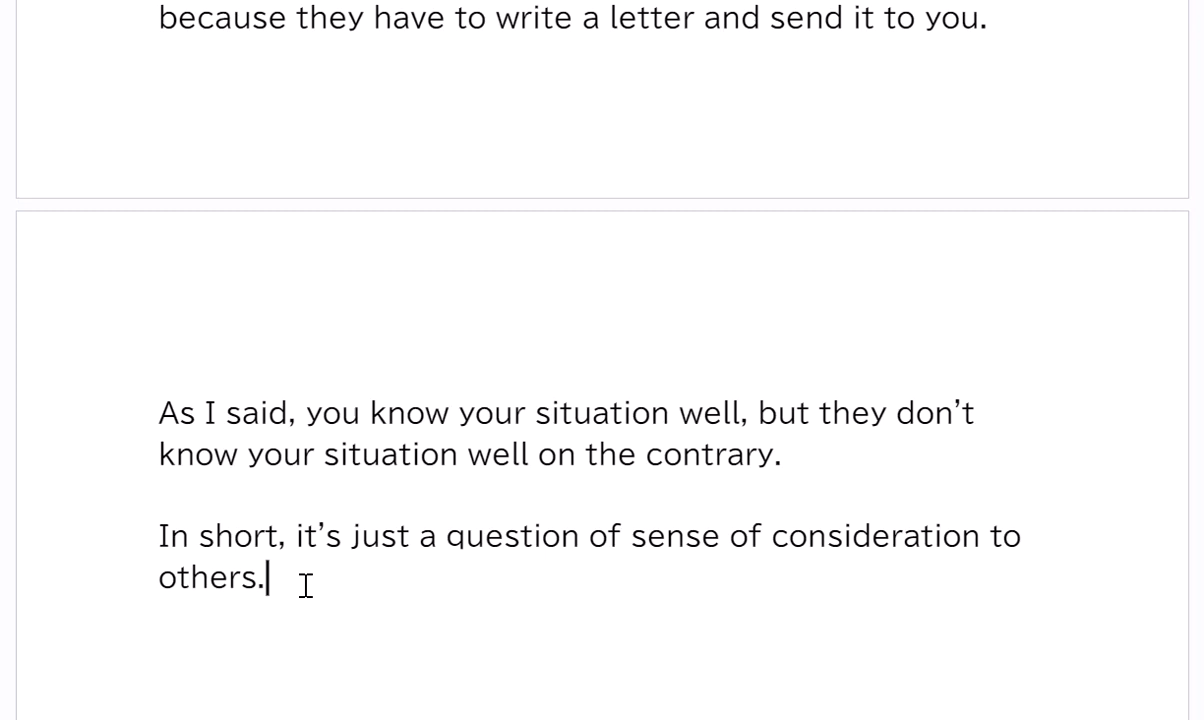 because they have to write a letter and send it to you.
As I said, you know your situation well, but they don’t
know your situation well on the contrary.
In short, it’s just a question of sense of consideration to
others.